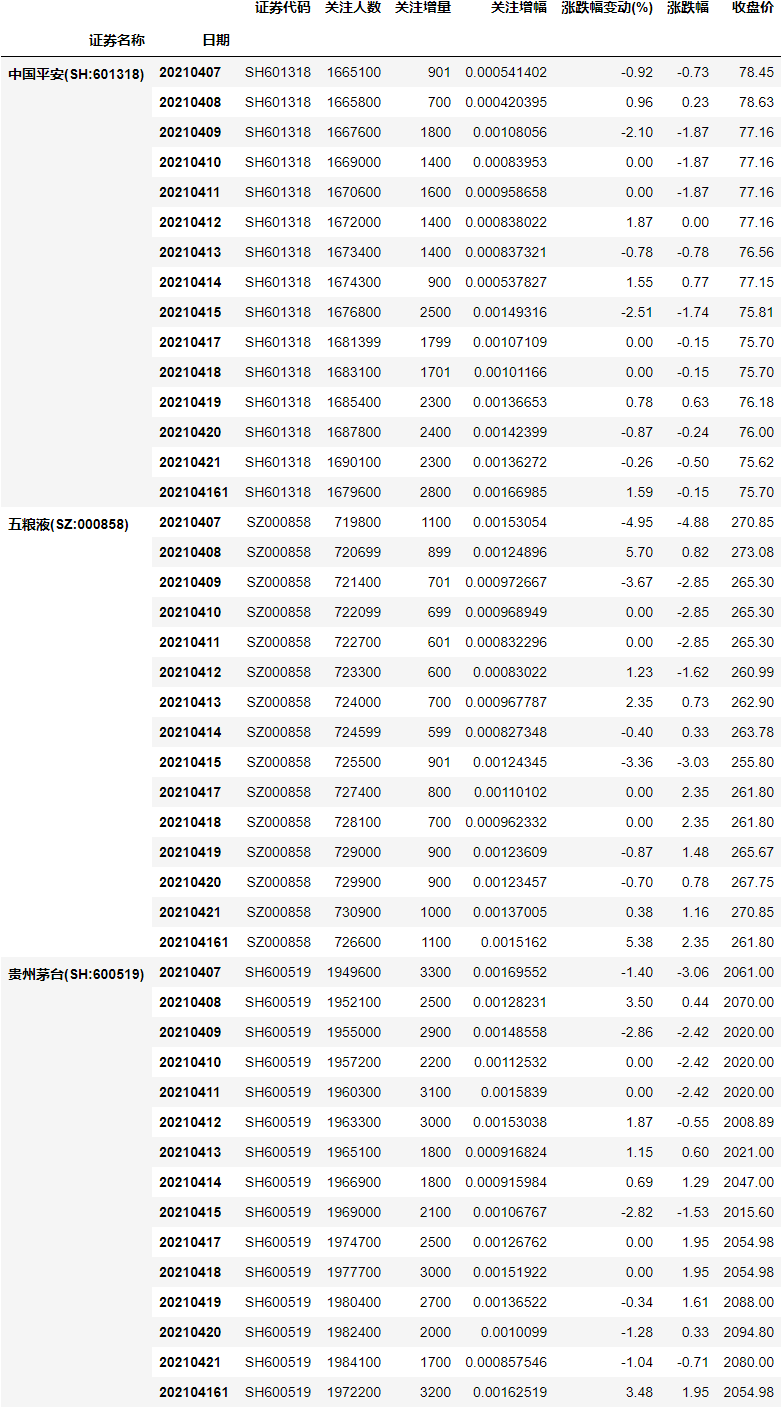 证券代码 关注人数 关注增量 关注增幅 涨跌幅变动(%) 涨跌幅 收盘价
证券名称 日期
中国平安(SH:601318) 20210407 SH601318 1665100 901 0.000541402 -0.92 -0.73 78.45
20210408 SH601318 1665800 700 0.000420395 0.96 0.23 78.63
20210409 SH601318 1667600 1800 0.00108056 -2.10 -1.87 77.16
20210410 SH601318 1669000 1400 0.00083953 0.00 -1.87 77.16
20210411 SH601318 1670600 1600 0.000958658 0.00 -1.87 77.16
20210412 SH601318 1672000 1400 0.000838022 1.87 0.00 77.16
20210413 SH601318 1673400 1400 0.000837321 -0.78 -0.78 76.56
20210414 SH601318 1674300 900 0.000537827 1.55 0.77 77.15
20210415 SH601318 1676800 2500 0.00149316 -2.51 -1.74 75.81
20210417 SH601318 1681399 1799 0.00107109 0.00 -0.15 75.70
20210418 SH601318 1683100 1701 0.00101166 0.00 -0.15 75.70
20210419 SH601318 1685400 2300 0.00136653 0.78 0.63 76.18
20210420 SH601318 1687800 2400 0.00142399 -0.87 -0.24 76.00
20210421 SH601318 1690100 2300 0.00136272 -0.26 -0.50 75.62
202104161 SH601318 1679600 2800 0.00166985 1.59 -0.15 75.70
五粮液(SZ:000858) 20210407 SZ000858 719800 1100 0.00153054 -4.95 -4.88 270.85
20210408 SZ000858 720699 899 0.00124896 5.70 0.82 273.08
20210409 SZ000858 721400 701 0.000972667 -3.67 -2.85 265.30
20210410 SZ000858 722099 699 0.000968949 0.00 -2.85 265.30
20210411 SZ000858 722700 601 0.000832296 0.00 -2.85 265.30
20210412 SZ000858 723300 600 0.00083022 1.23 -1.62 260.99
20210413 SZ000858 724000 700 0.000967787 2.35 0.73 262.90
20210414 SZ000858 724599 599 0.000827348 -0.40 0.33 263.78
20210415 SZ000858 725500 901 0.00124345 -3.36 -3.03 255.80
20210417 SZ000858 727400 800 0.00110102 0.00 2.35 261.80
20210418 SZ000858 728100 700 0.000962332 0.00 2.35 261.80
20210419 SZ000858 729000 900 0.00123609 -0.87 1.48 265.67
20210420 SZ000858 729900 900 0.00123457 -0.70 0.78 267.75
20210421 SZ000858 730900 1000 0.00137005 0.38 1.16 270.85
202104161 SZ000858 726600 1100 0.0015162 5.38 2.35 261.80
贵州茅台(SH:600519) 20210407 SH600519 1949600 3300 0.00169552 -1.40 -3.06 2061.00
20210408 SH600519 1952100 2500 0.00128231 3.50 0.44 2070.00
20210409 SH600519 1955000 2900 0.00148558 -2.86 -2.42 2020.00
20210410 SH600519 1957200 2200 0.00112532 0.00 -2.42 2020.00
20210411 SH600519 1960300 3100 0.0015839 0.00 -2.42 2020.00
20210412 SH600519 1963300 3000 0.00153038 1.87 -0.55 2008.89
20210413 SH600519 1965100 1800 0.000916824 1.15 0.60 2021.00
20210414 SH600519 1966900 1800 0.000915984 0.69 1.29 2047.00
20210415 SH600519 1969000 2100 0.00106767 -2.82 -1.53 2015.60
20210417 SH600519 1974700 2500 0.00126762 0.00 1.95 2054.98
20210418 SH600519 1977700 3000 0.00151922 0.00 1.95 2054.98
20210419 SH600519 1980400 2700 0.00136522 -0.34 1.61 2088.00
20210420 SH600519 1982400 2000 0.0010099 -1.28 0.33 2094.80
20210421 SH600519 1984100 1700 0.000857546 -1.04 -0.71 2080.00
202104161 SH600519 1972200 3200 0.00162519 3.48 1.95 2054.98